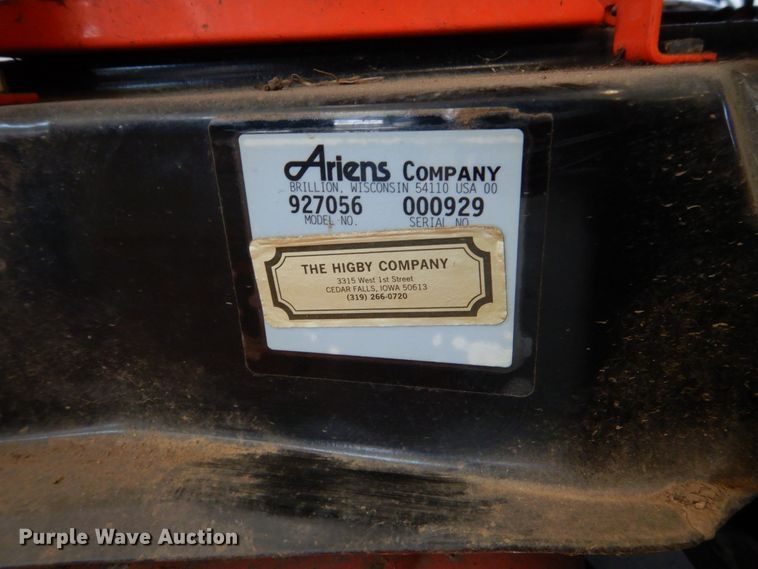 Ariens COMPANY
BRILLION, WISCONSIN 54110 USA 00
927056 000929
MODEL NO. SERIAL NO.
THE HIGBY COMPANY
3315 West 1st Street
CEDAR FALLS, IOWA 50613
(319) 266-0720
Purple Wave Auction